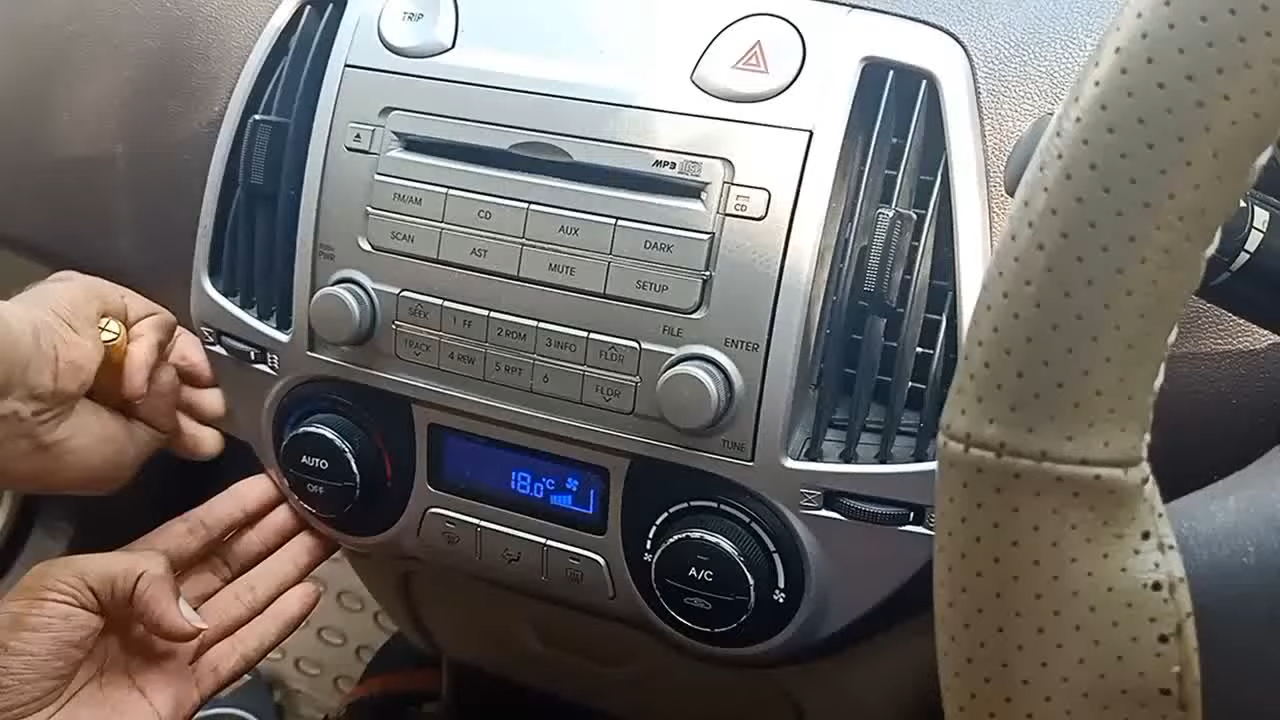 TRIP
MP3
CD
FM/AM CD AUX DARK
SCAN AST MUTE SETUP
PUSH
PWR
FILE
ENTER
SEEK 1 FF 2 RDM 3 INFO FLDR
TRACK 4 REW 5 RPT 6 FLDR
TUNE
AUTO
OFF
18.0°C
A/C